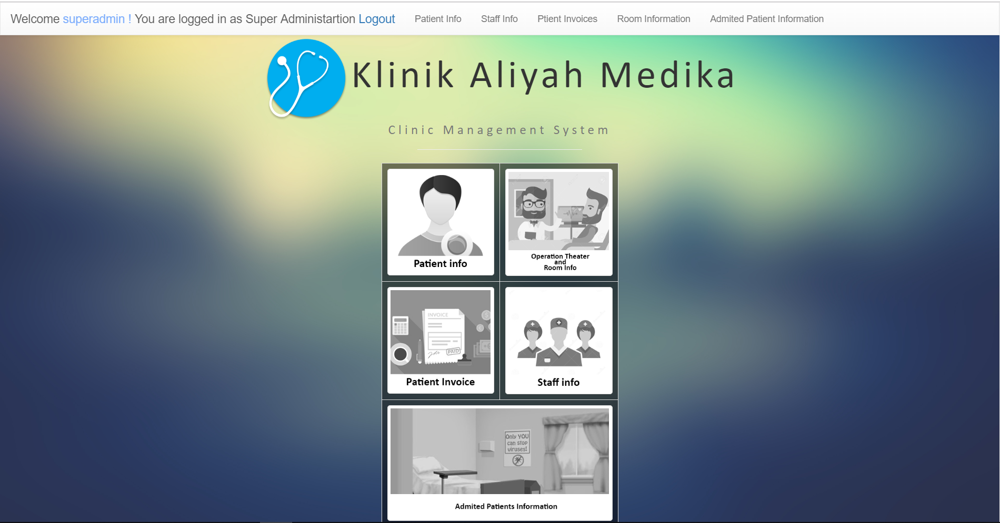 Welcome superadmin ! You are logged in as Super Administartion Logout Patient Info Staff Info Ptient Invoices Room Information Admited Patient Information
Klinik Aliyah Medika
Clinic Management System
Patient info
Operation Theater
and
Room Info
INVOICE
PAID
Patient Invoice
Staff info
Only YOU
can stop
viruses!
Admited Patients Information